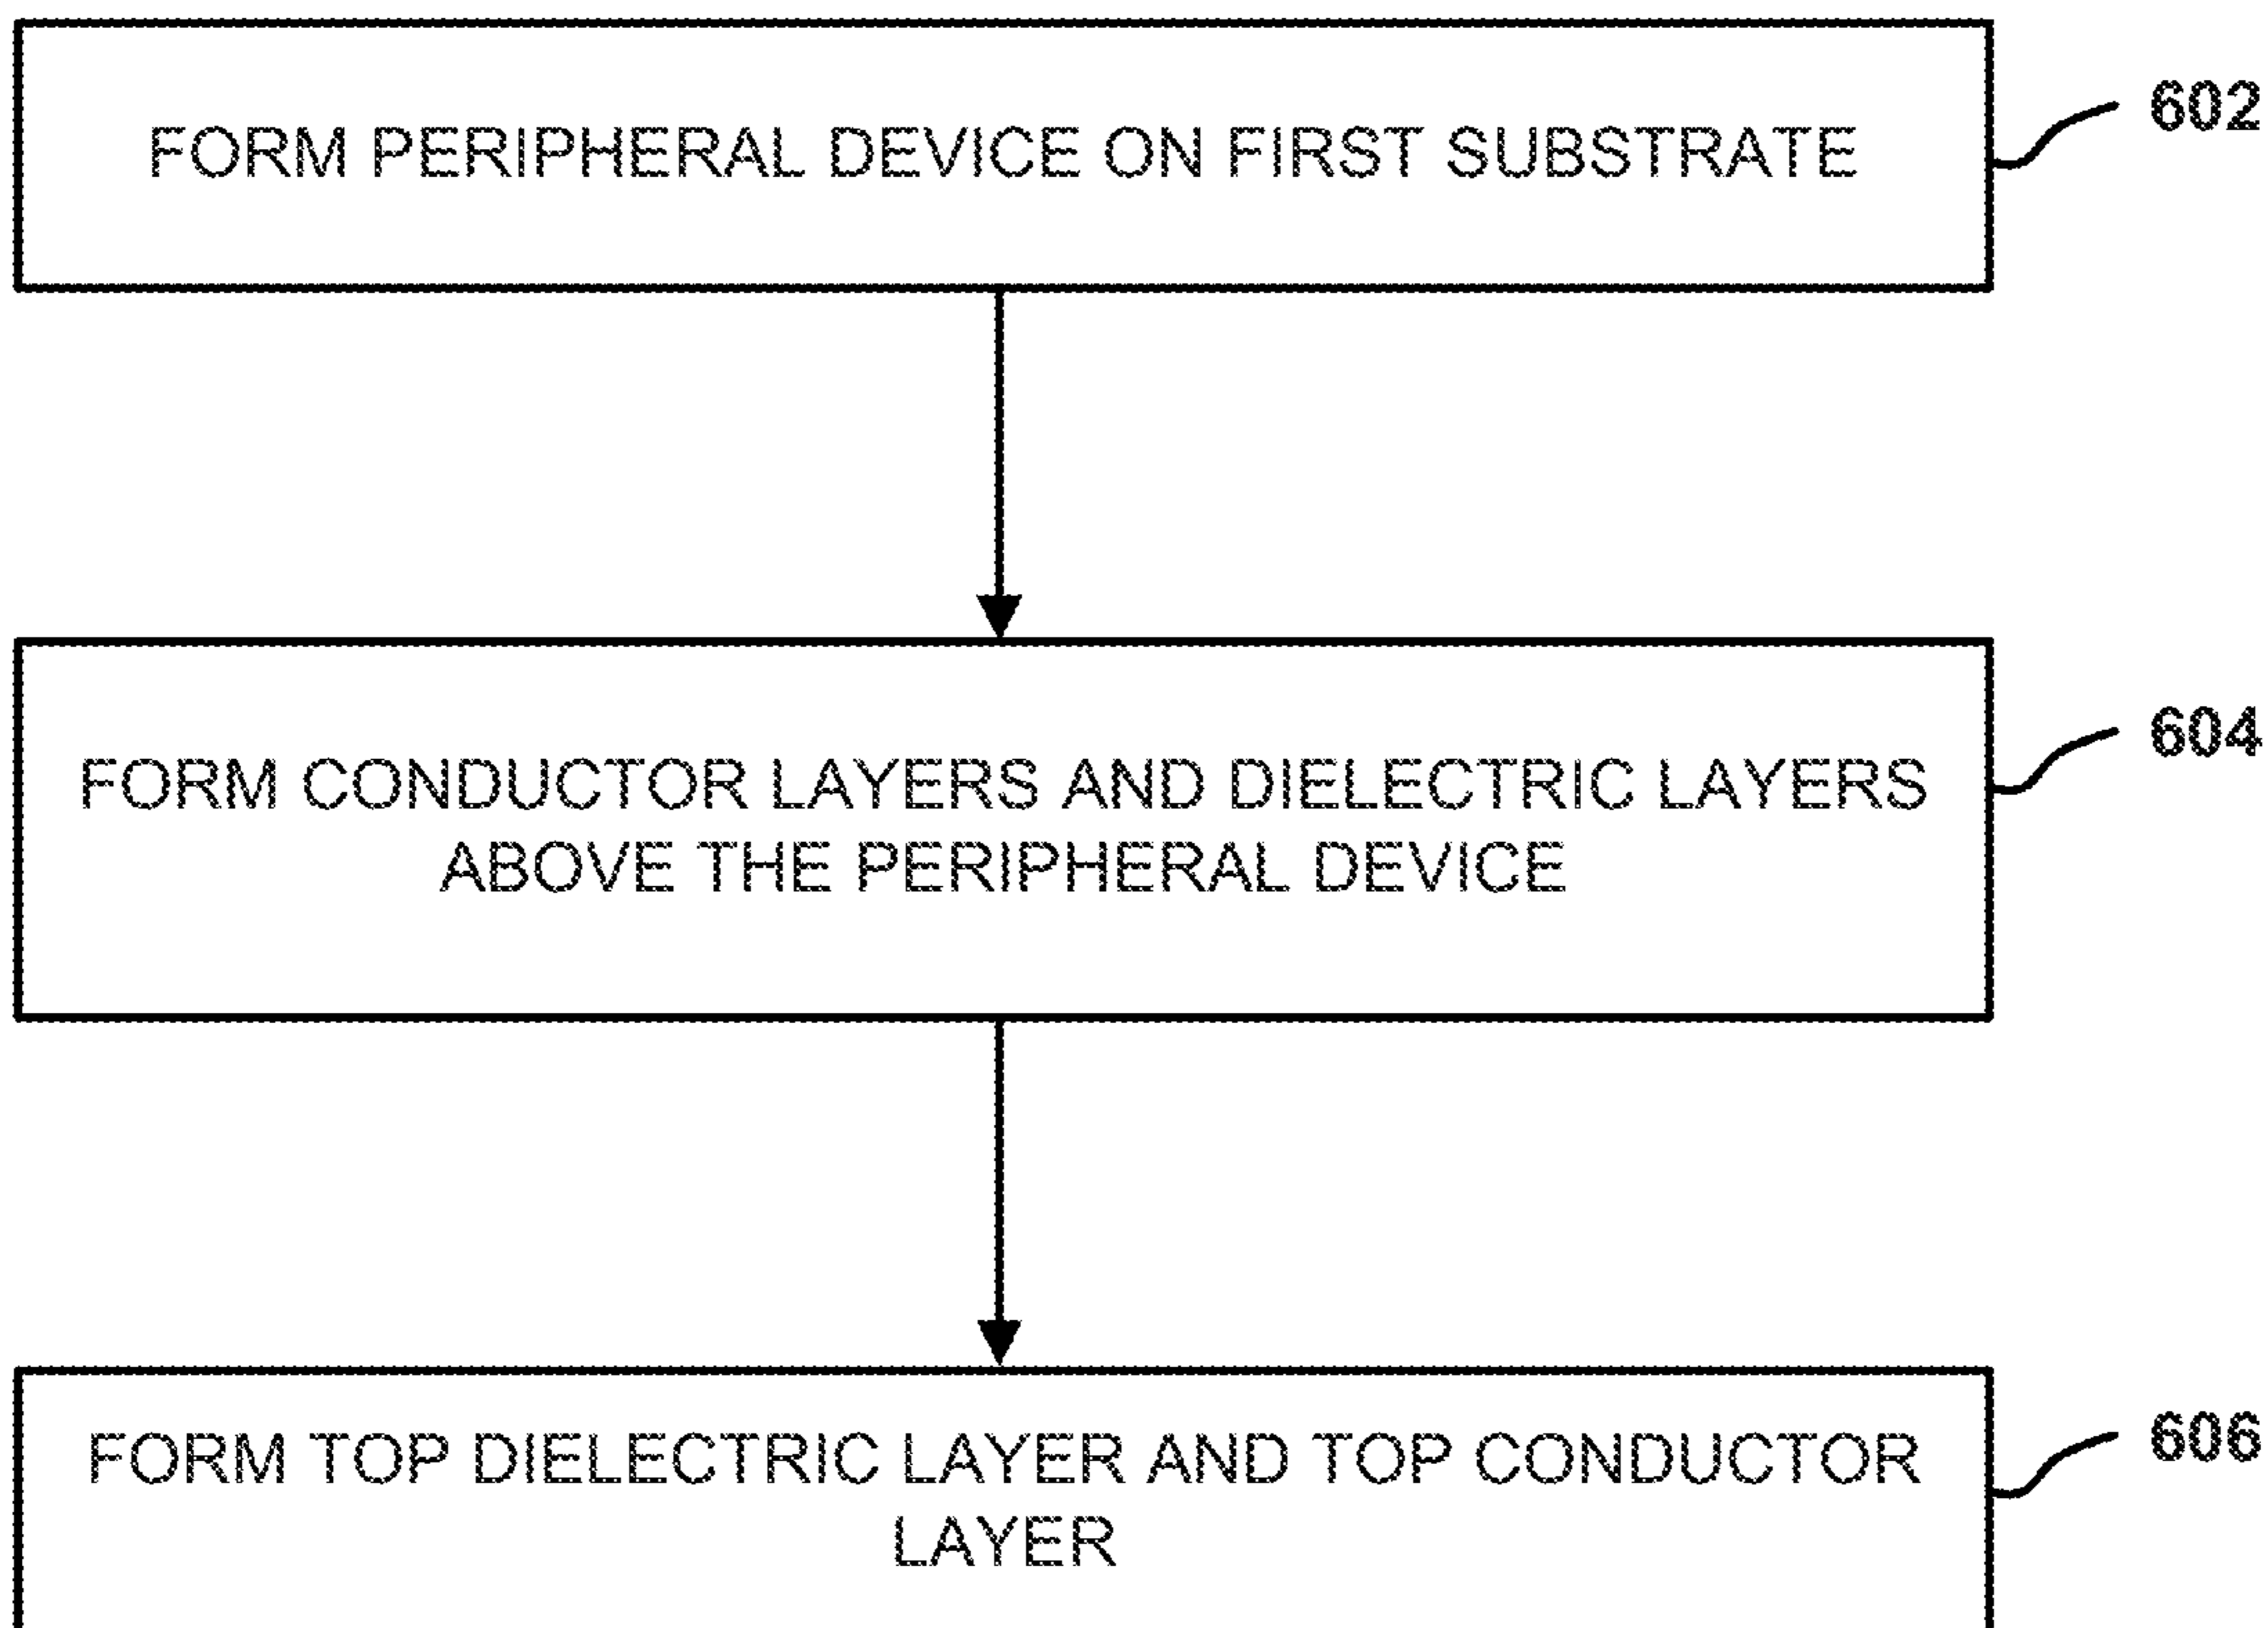 FORM PERIPHERAL DEVICE ON FIRST SUBSTRATE
602
FORM CONDUCTOR LAYERS AND DIELECTRIC LAYERS
ABOVE THE PERIPHERAL DEVICE
604
FORM TOP DIELECTRIC LAYER AND TOP CONDUCTOR
LAYER
606